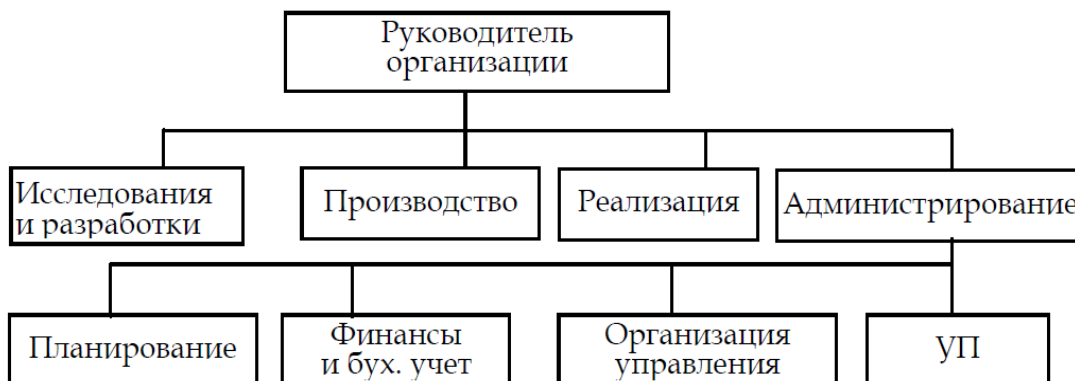 Руководитель
организации
Исследования
и разработки
Производство
Реализация
Администрирование
Планирование
Финансы
и бух. учет
Организация
управления
УП